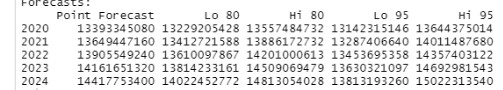 Forecasts:
Point Forecast Lo 80 Hi 80 Lo 95 Hi 95
2020 13393345080 13229205428 13557484732 13142315146 13644375014
2021 13649447160 13412721588 13886172732 13287406640 14011487680
2022 13905549240 13610097867 14201000613 13453695358 14357403122
2023 14161651320 13814233161 14509069479 13630321097 14692981543
2024 14417753400 14022452772 14813054028 13813193260 15022313540